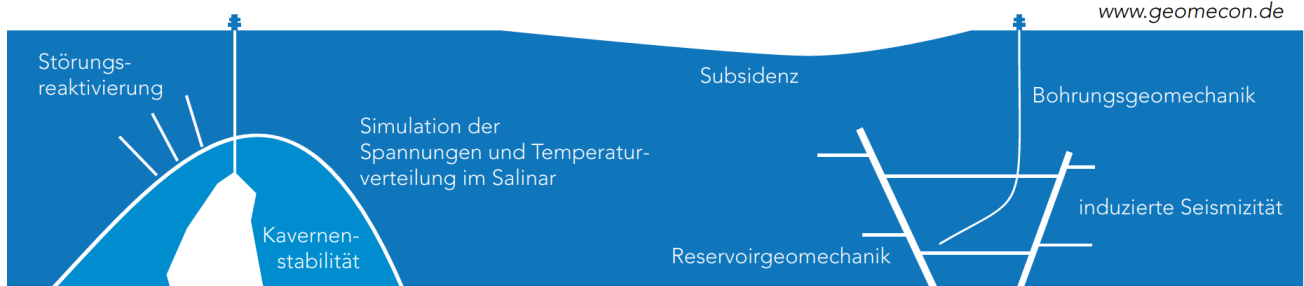 www.geomecon.de
Störungs-
reaktivierung
Simulation der
Spannungen und Temperatur-
verteilung im Salinar
Kavernen-
stabilität
Subsidenz
Bohrungsgeomechanik
induzierte Seismizität
Reservoirgeomechanik